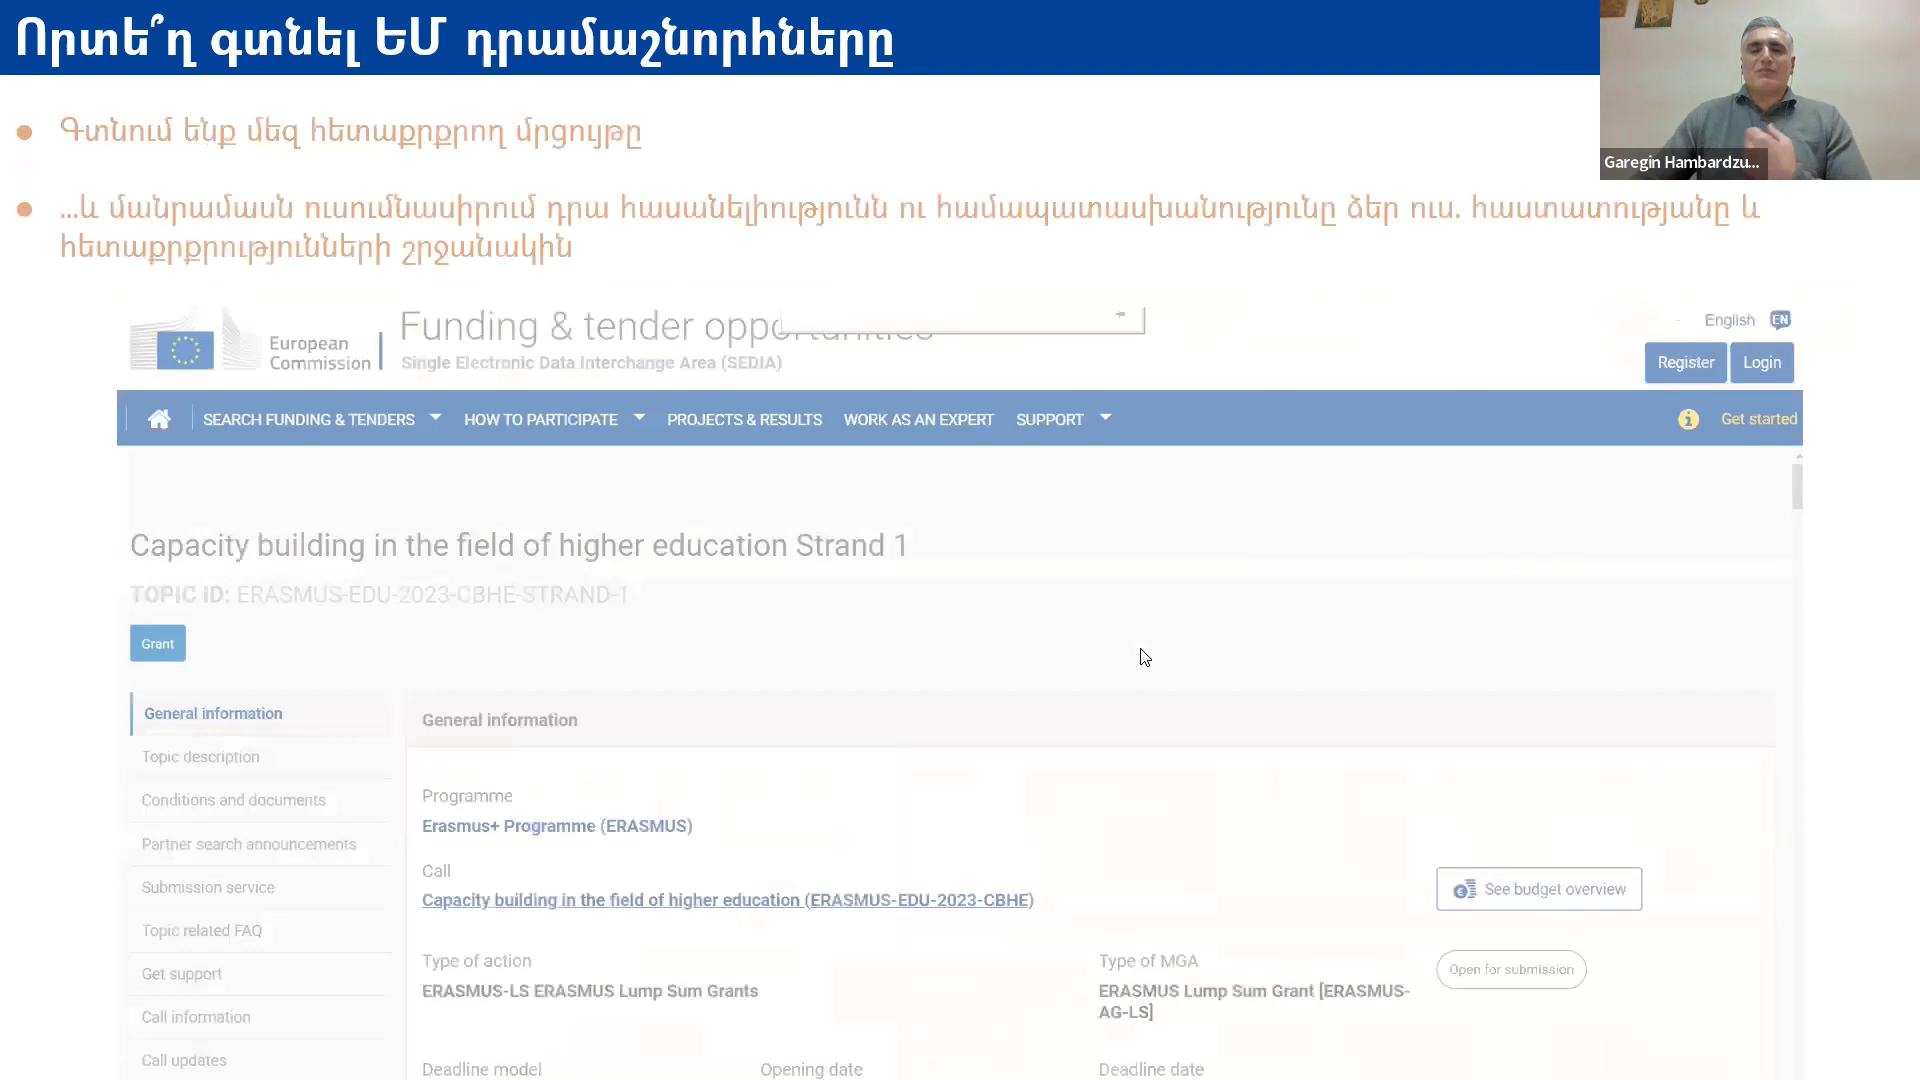 Որտե՞ղ գտնել ԵՄ դրամաշնորհները
Garegin Hambardzu...
Գտնում ենք մեզ հետաքրքրող մրցույթը
...և մանրամասն ուսումնասիրում դրա հասանելիությունն ու համապատասխանությունը ձեր ուս. հաստատությանը և
հետաքրքրությունների շրջանակին
European
Commission
Funding & tender opportunities
Single Electronic Data Interchange Area (SEDIA)
English EN
Register Login
SEARCH FUNDING & TENDERS HOW TO PARTICIPATE PROJECTS & RESULTS WORK AS AN EXPERT SUPPORT Get started
Capacity building in the field of higher education Strand 1
TOPIC ID: ERASMUS-EDU-2023-CBHE-STRAND-1
Grant
General information
Topic description
Conditions and documents
Partner search announcements
Submission service
Topic related FAQ
Get support
Call information
Call updates
General information
Programme
Erasmus+ Programme (ERASMUS)
Call
Capacity building in the field of higher education (ERASMUS-EDU-2023-CBHE)
See budget overview
Type of action
ERASMUS-LS ERASMUS Lump Sum Grants
Type of MGA
ERASMUS Lump Sum Grant [ERASMUS-
AG-LS]
Open for submission
Deadline model Opening date Deadline date